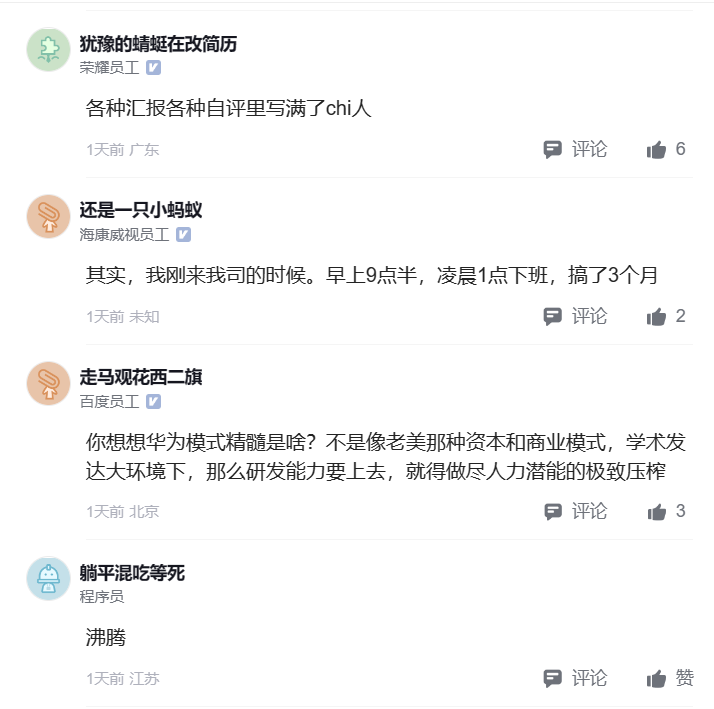 犹豫的蜻蜓在改简历
荣耀员工
各种汇报各种自评里写满了chi人
1天前 广东 评论 6
还是一只小蚂蚁
海康威视员工
其实，我刚来我司的时候。早上9点半，凌晨1点下班，搞了3个月
1天前 未知 评论 2
走马观花西二旗
百度员工
你想想华为模式精髓是啥？不是像老美那种资本和商业模式，学术发
达大环境下，那么研发能力要上去，就得做尽人力潜能的极致压榨
1天前 北京 评论 3
躺平混吃等死
程序员
沸腾
1天前 江苏 评论 赞